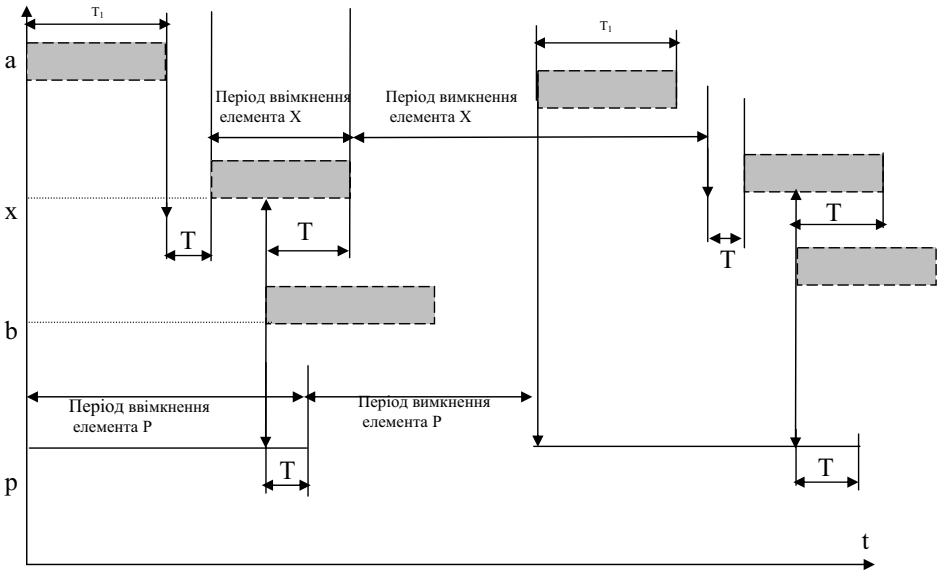 T₁
T₁
a
Період ввімкнення
елемента X
Період вимкнення
елемента X
x
T
T
T
T
b
Період ввімкнення
елемента P
Період вимкнення
елемента P
T
T
p
t